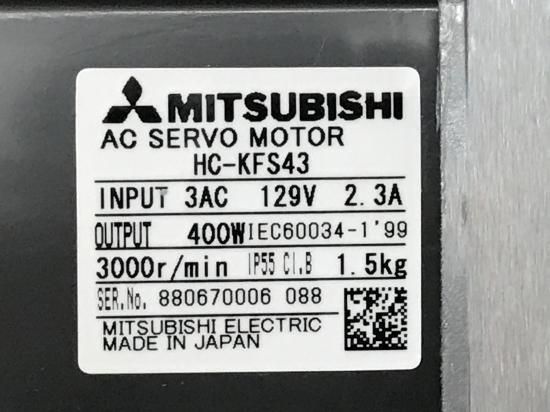 MITSUBISHI
AC SERVO MOTOR
HC-KFS43
INPUT 3AC 129V 2.3A
OUTPUT 400W IEC60034-1'99
3000r/min IP55 CI.B 1.5kg
SER.No. 880670006 088
MITSUBISHI ELECTRIC
MADE IN JAPAN